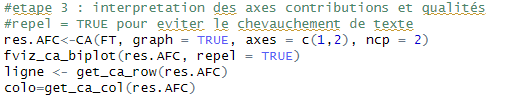 #etape 3 : interpretation des axes contributions et qualités
#repel = TRUE pour eviter le chevauchement de texte
res.AFC<-CA(FT, graph = TRUE, axes = c(1,2), ncp = 2)
fviz_ca_biplot(res.AFC, repel = TRUE)
ligne <- get_ca_row(res.AFC)
colo=get_ca_col(res.AFC)